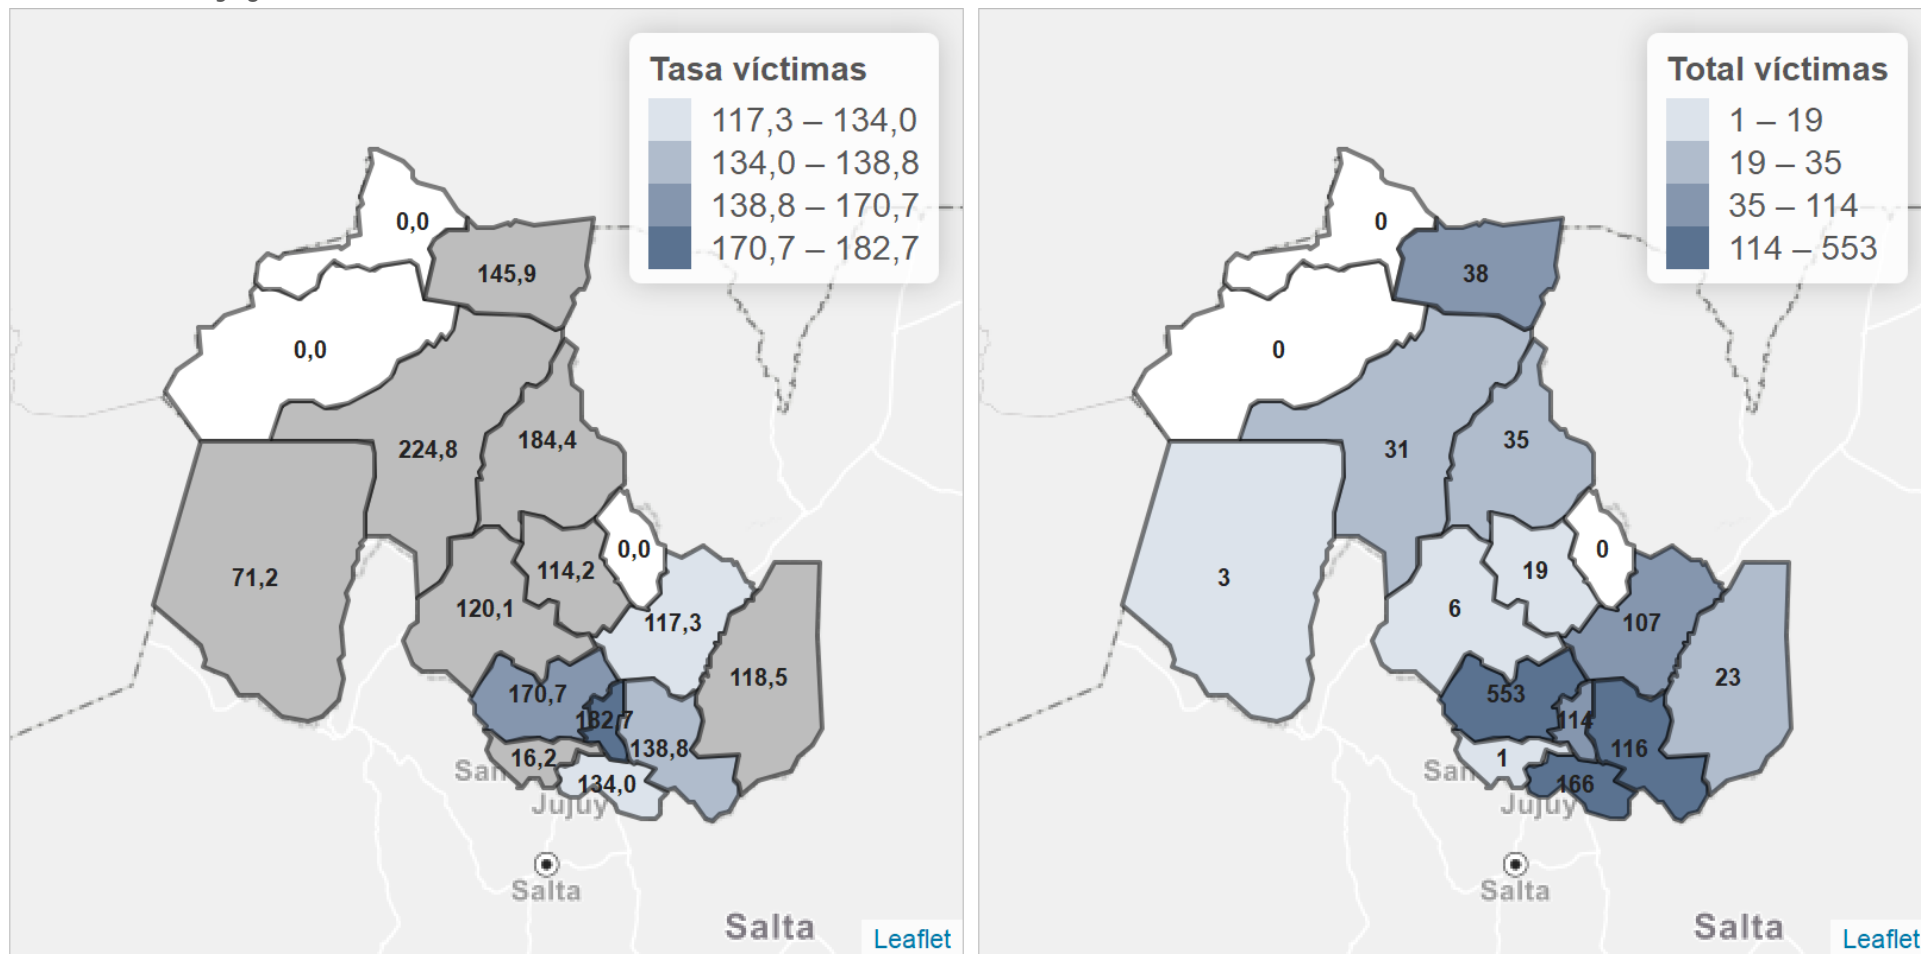 Tasa víctimas
117,3 – 134,0
134,0 – 138,8
138,8 – 170,7
170,7 – 182,7
0,0
145,9
0,0
224,8
184,4
71,2
0,0
114,2
120,1
117,3
118,5
170,7
182,7
138,8
16,2
San
134,0
Jujuy
Salta
Salta
Leaflet
Total víctimas
1 – 19
19 – 35
35 – 114
114 – 553
0
38
0
31
35
3
0
19
6
107
23
553
114
116
1
San
166
Jujuy
Salta
Salta
Leaflet